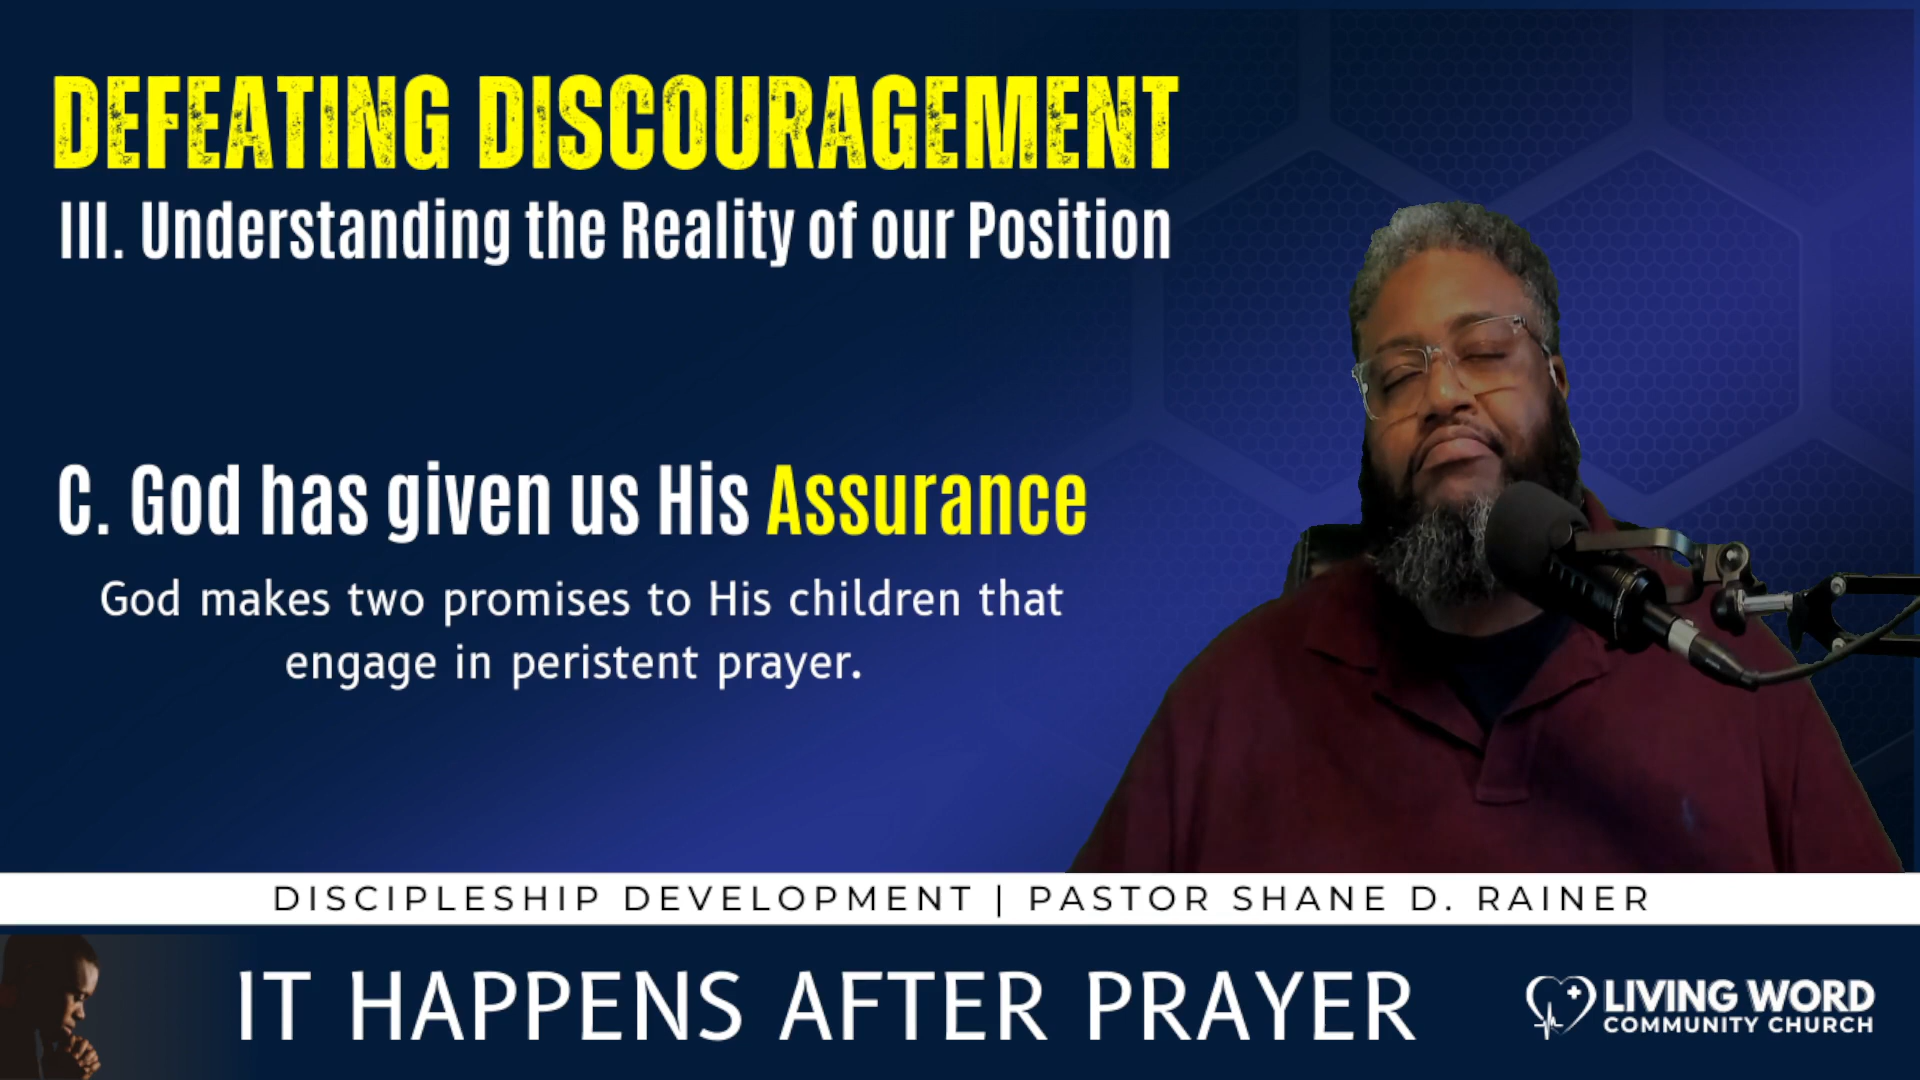 DEFEATING DISCOURAGEMENT
III. Understanding the Reality of our Position
C. God has given us His Assurance
God makes two promises to His children that
engage in peristent prayer.
DISCIPLESHIP DEVELOPMENT | PASTOR SHANE D. RAINER
IT HAPPENS AFTER PRAYER
LIVING WORD
COMMUNITY CHURCH